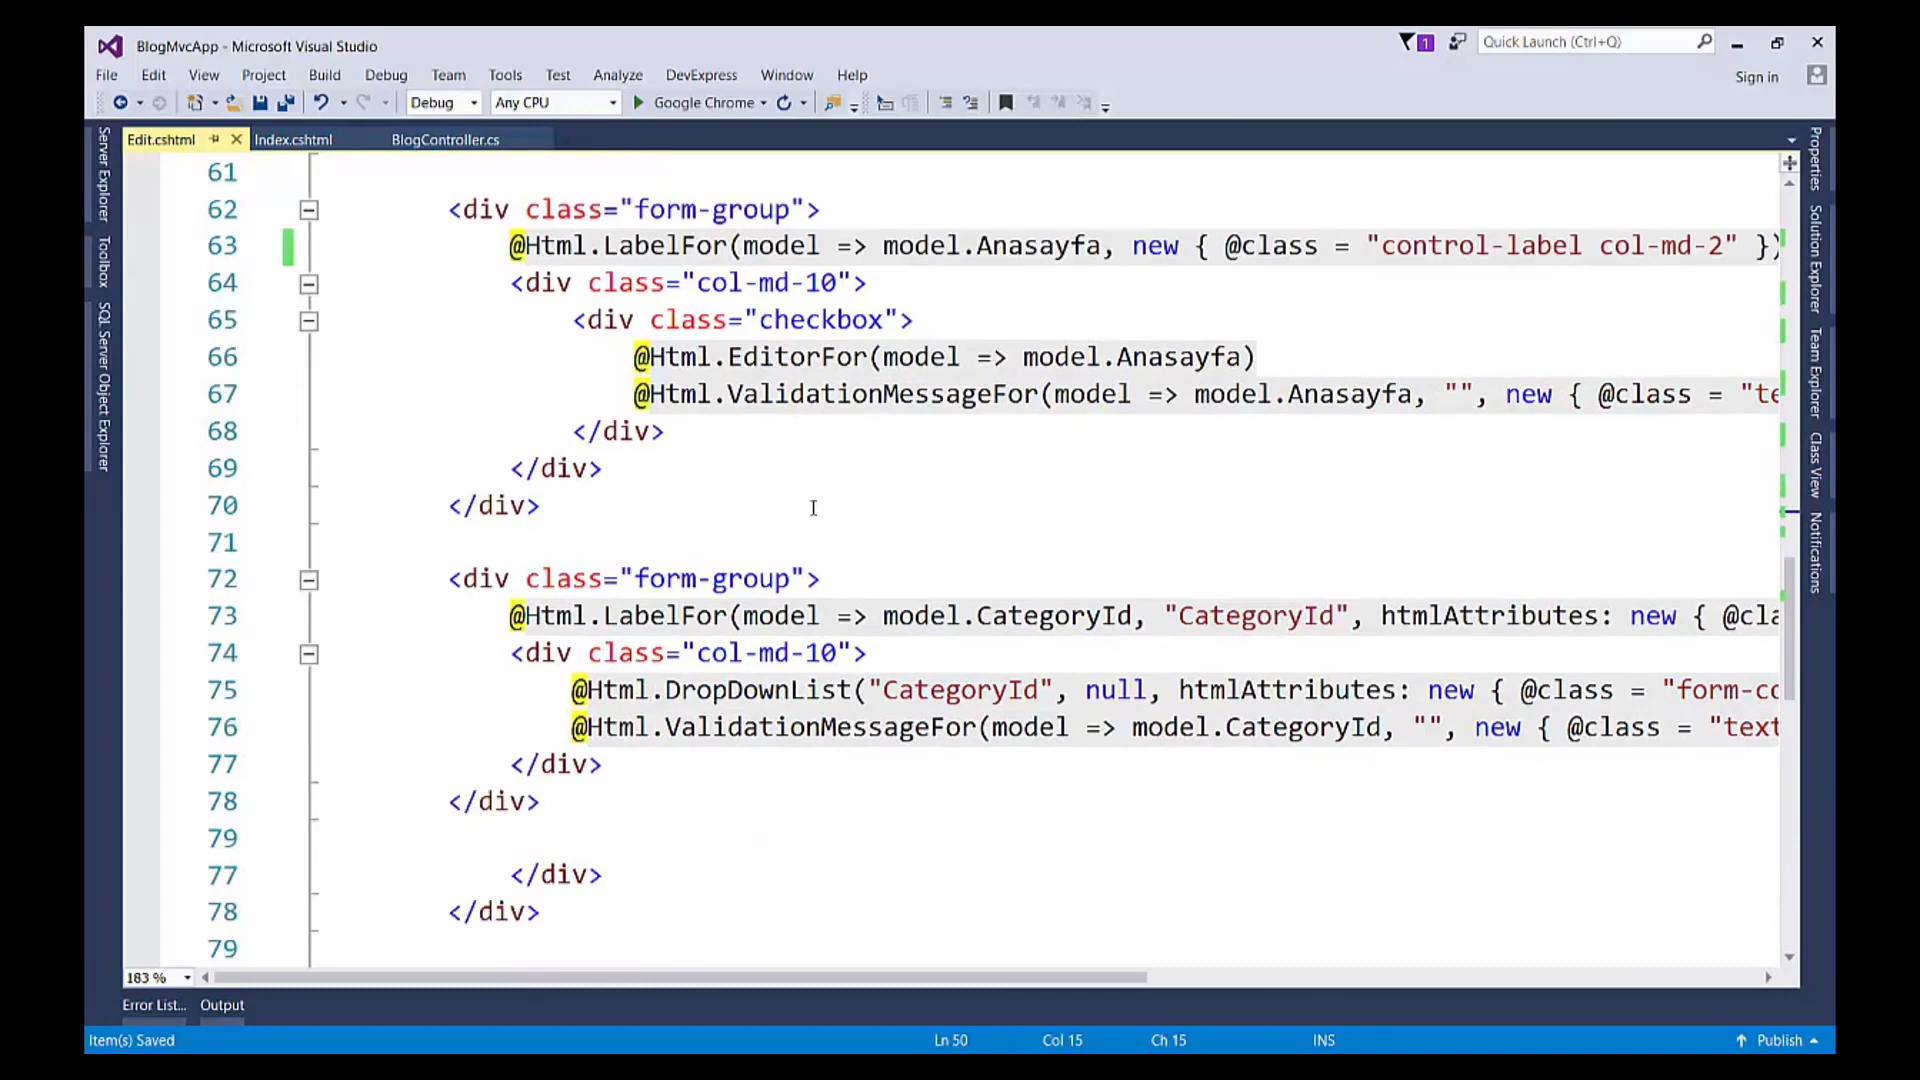 BlogMvcApp - Microsoft Visual Studio
1
Quick Launch (Ctrl+Q)
File Edit View Project Build Debug Team Tools Test Analyze DevExpress Window Help
Sign in
Debug Any CPU Google Chrome
Edit.cshtml Index.cshtml BlogController.cs
Server Explorer
Toolbox
SQL Server Object Explorer
61
62 <div class="form-group">
63 @Html.LabelFor(model => model.Anasayfa, new { @class = "control-label col-md-2" })
64 <div class="col-md-10">
65 <div class="checkbox">
66 @Html.EditorFor(model => model.Anasayfa)
67 @Html.ValidationMessageFor(model => model.Anasayfa, "", new { @class = "te
68 </div>
69 </div>
70 </div>
71
72 <div class="form-group">
73 @Html.LabelFor(model => model.CategoryId, "CategoryId", htmlAttributes: new { @cla
74 <div class="col-md-10">
75 @Html.DropDownList("CategoryId", null, htmlAttributes: new { @class = "form-co
76 @Html.ValidationMessageFor(model => model.CategoryId, "", new { @class = "text
77 </div>
78 </div>
79
77 </div>
78 </div>
79
Properties
Solution Explorer
Team Explorer
Class View
Notifications
183 %
Error List... Output
Item(s) Saved Ln 50 Col 15 Ch 15 INS Publish